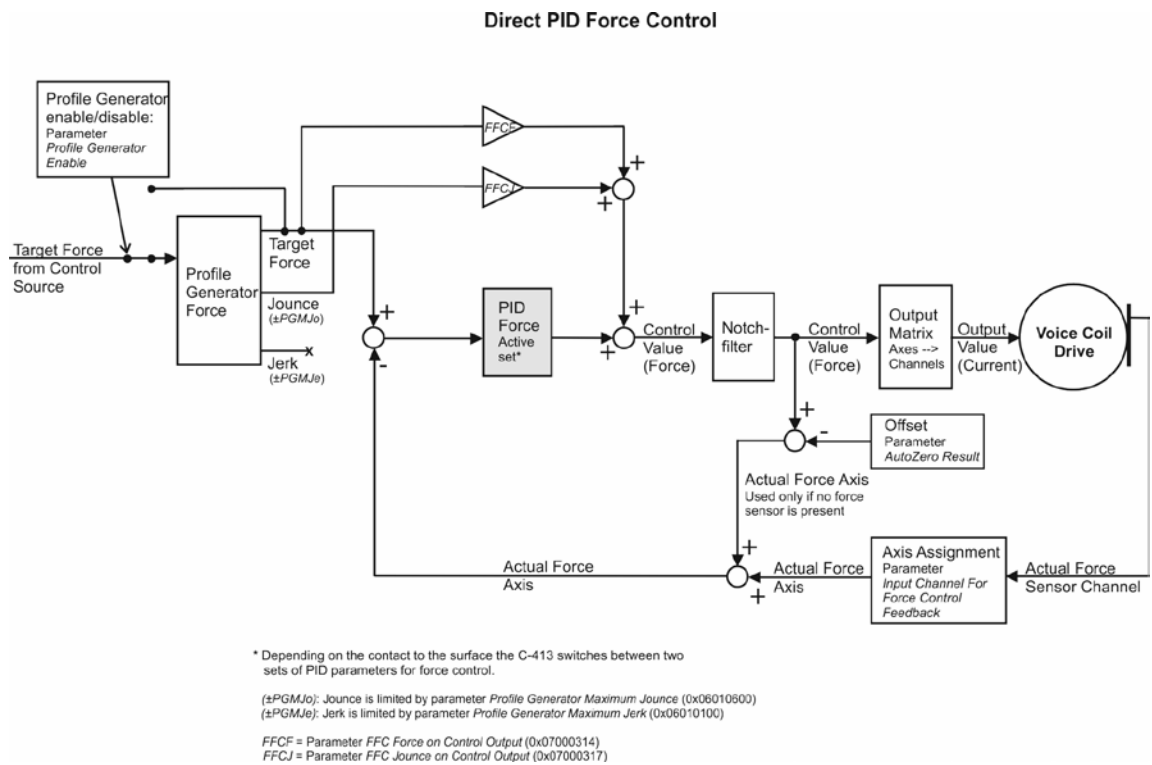 Direct PID Force Control
Profile Generator
enable/disable:
Parameter
Profile Generator
Enable
FFCF
+
FFCJ
+
Target Force
from Control
Source
Profile
Generator
Force
Target
Force
Jounce
(±PGMJo)
x
Jerk
(±PGMJe)
+
-
PID
Force
Active
set*
+
+
Control
Value
(Force)
Notch-
filter
Control
Value
(Force)
Output
Matrix
Axes -->
Channels
Output
Value
(Current)
Voice Coil
Drive
+
-
Offset
Parameter
AutoZero Result
Actual Force Axis
Used only if no force
sensor is present
+
+
Actual Force
Axis
Actual Force
Axis
Axis Assignment
Parameter
Input Channel For
Force Control
Feedback
Actual Force
Sensor Channel
* Depending on the contact to the surface the C-413 switches between two
sets of PID parameters for force control.
(±PGMJo): Jounce is limited by parameter Profile Generator Maximum Jounce (0x06010600)
(±PGMJe): Jerk is limited by parameter Profile Generator Maximum Jerk (0x06010100)
FFCF = Parameter FFC Force on Control Output (0x07000314)
FFCJ = Parameter FFC Jounce on Control Output (0x07000317)